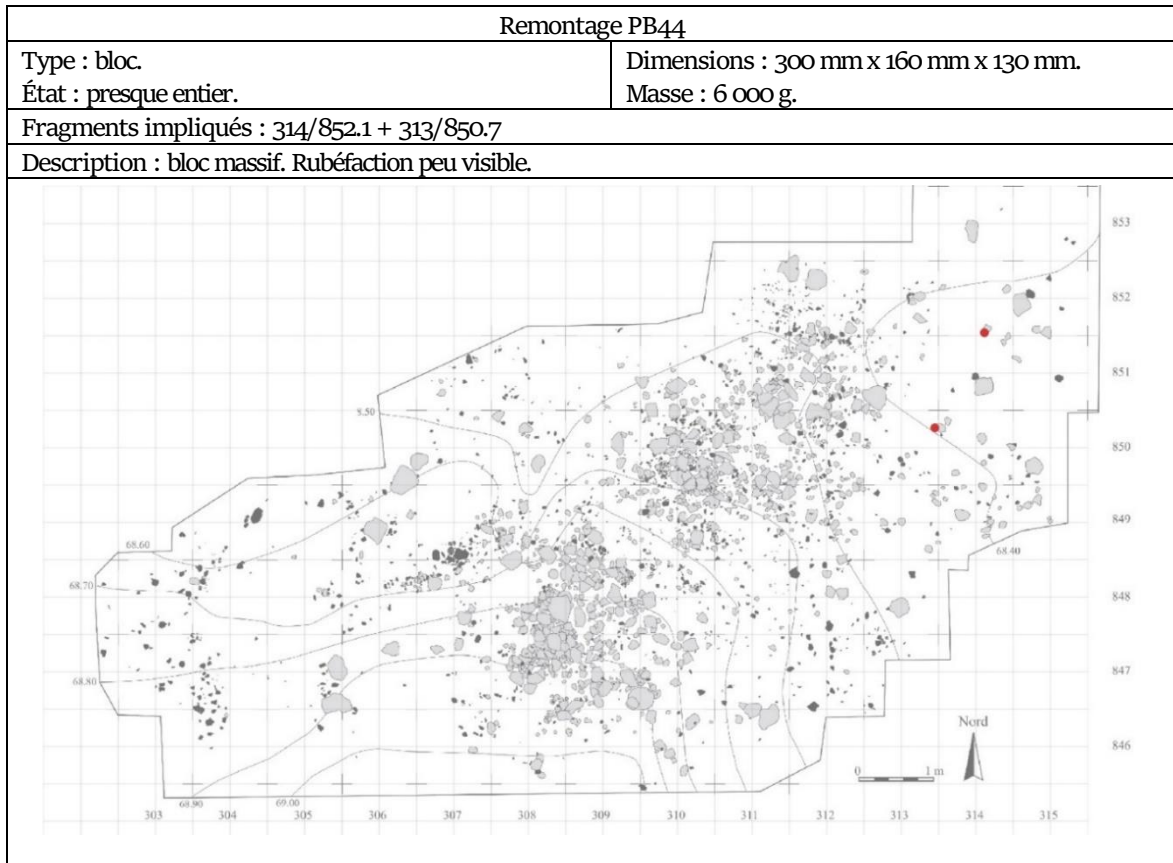 Remontage PB44
Type : bloc.
État : presque entier.
Dimensions : 300 mm x 160 mm x 130 mm.
Masse : 6 000 g.
Fragments impliqués : 314/852.1 + 313/850.7
Description : bloc massif. Rubéfaction peu visible.
853
852
851
8.50
850
849
68.60
68.40
68.70
848
847
68.80
Nord
846
0 1 m
68.90 69.00
303 304 305 306 307 308 309 310 311 312 313 314 315